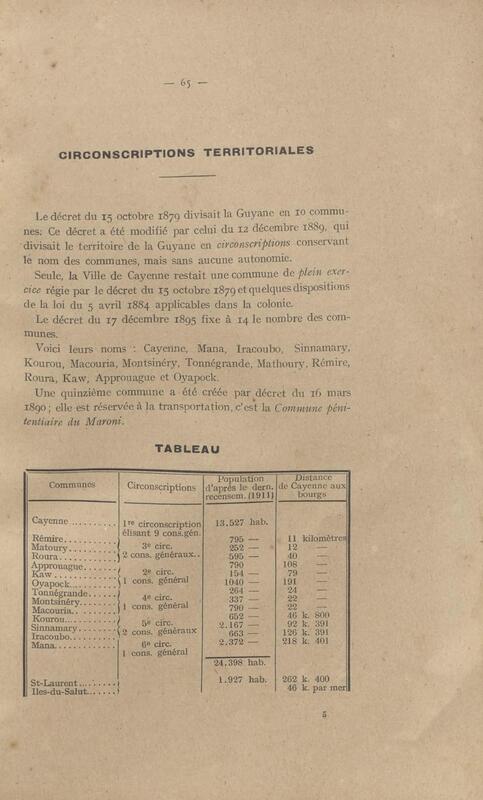 — 65 —
CIRCONSCRIPTIONS TERRITORIALES
Le décret du 15 octobre 1879 divisait la Guyane en 10 commu-
nes: Ce décret a été modifié par celui du 12 décembre 1889, qui
divisait le territoire de la Guyane en circonscriptions conservant
le nom des communes, mais sans aucune autonomie.
Seule, la Ville de Cayenne restait une commune de plein exer-
cice régie par le décret du 15 octobre 1879 et quelques dispositions
de la loi du 5 avril 1884 applicables dans la colonie.
Le décret du 17 décembre 1895 fixe à 14 le nombre des com-
munes.
Voici leurs noms : Cayenne, Mana, Iracoubo, Sinnamary,
Kourou, Macouria, Montsinéry, Tonnégrande, Mathoury, Rémire,
Roura, Kaw, Approuague et Oyapock.
Une quinzième commune a été créée par décret du 16 mars
1890 ; elle est réservée à la transportation, c'est la Commune péni-
tentiaire du Maroni.
TABLEAU
Communes Circonscriptions Population d'après le dern. recensem. (1911) Distance de Cayenne aux bourgs
Cayenne .......... 1re circonscription 13.527 hab.
élisant 9 cons.gén.
Rémire.......... 795 — 11 kilomètres
Matoury.......... 3e circ. 252 — 12 —
Roura.......... 2 cons. généraux.. 595 — 40 —
Approuague.......... 790 108 —
Kaw.......... 2e circ. 154 — 79 —
Oyapock.......... 1 cons. général 1040 — 191 —
Tonnégrande.......... 264 — 24 —
Montsinéry.......... 4e circ. 337 — 22 —
Macouria.......... 1 cons. général 790 — 22 —
Kourou.......... 652 — 46 k. 800
Sinnamary.......... 5e circ. 2.167 — 92 k. 391
Iracoubo.......... 2 cons. généraux 663 — 126 k. 391
Mana.......... 6e circ. 2.372 — 218 k. 401
1 cons. général
24.398 hab.
St-Laurent.......... 1.927 hab. 262 k. 400
Iles-du-Salut...... 46 k. par mer
5